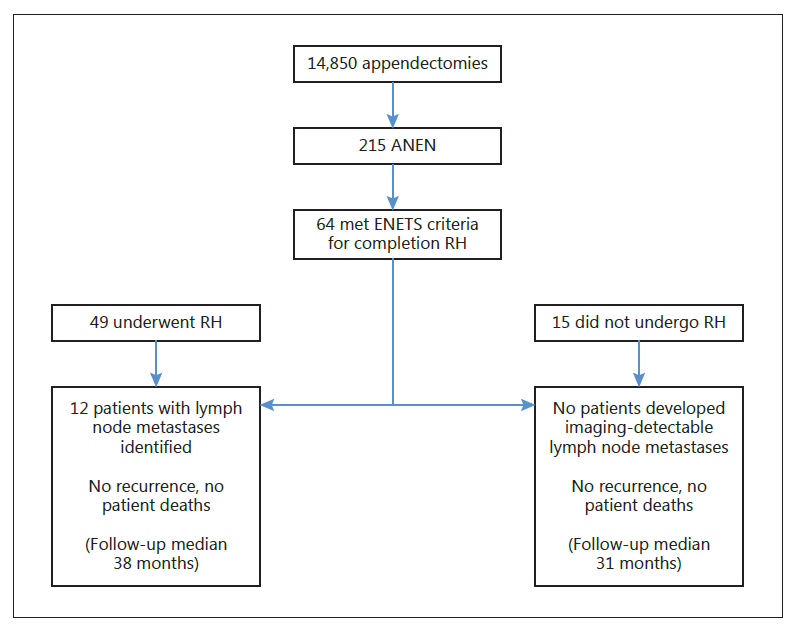 14,850 appendectomies
215 ANEN
64 met ENETS criteria
for completion RH
49 underwent RH
15 did not undergo RH
12 patients with lymph
node metastases
identified
No recurrence, no
patient deaths
(Follow-up median
38 months)
No patients developed
imaging-detectable
lymph node metastases
No recurrence, no
patient deaths
(Follow-up median
31 months)